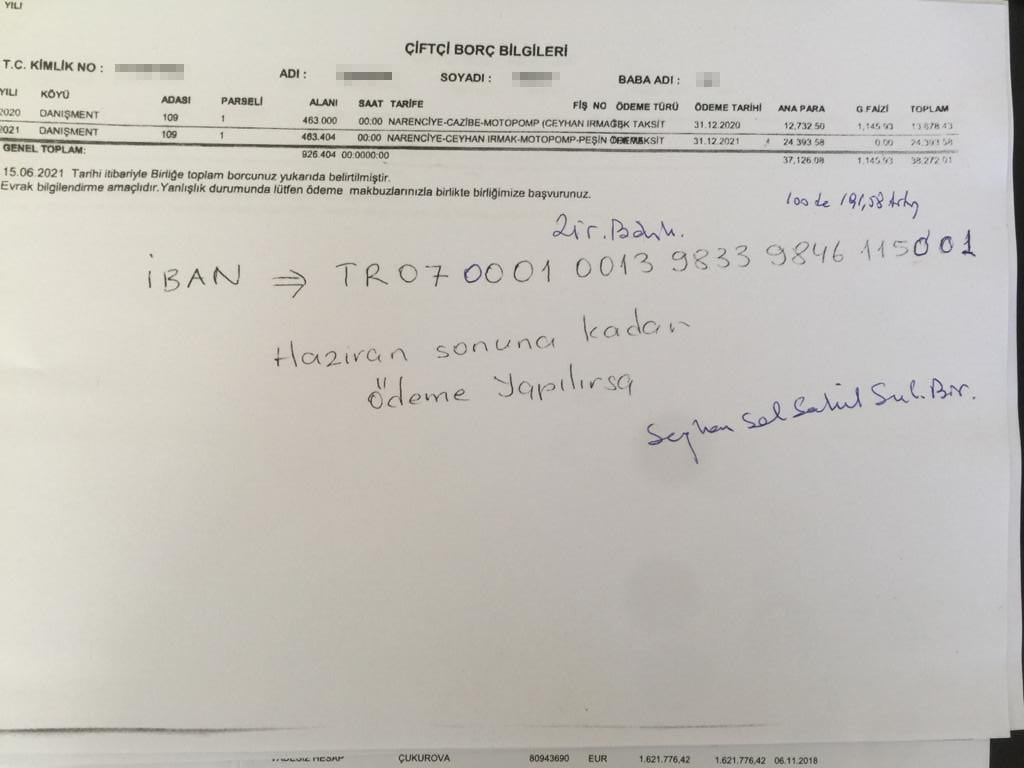 YILI
ÇİFTÇİ BORÇ BİLGİLERİ
T.C. KİMLİK NO : ADI : SOYADI : BABA ADI :
YILI KÖYÜ ADASI PARSELİ ALANI SAAT TARİFE FİŞ NO ÖDEME TÜRÜ ÖDEME TARİHİ ANA PARA G FAİZİ TOPLAM
2020 DANIŞMENT 109 1 463.000 00:00 NARENCİYE-CAZİBE-MOTOPOMP (CEYHAN TAKSİT 31.12.2020 12,732 50 1,145.93 13 878 43
2021 DANIŞMENT 109 1 463.404 00:00 NARENCİYE-CEYHAN IRMAK-MOTOPOMP-PEŞİN 31.12.2021 24 393 58 0.00 24 393 58
GENEL TOPLAM: 926.404 00:0000:00 37,126.08 1,145.93 38,272 01
15.06.2021 Tarihi itibariyle Birliğe toplam borcunuz yukarıda belirtilmiştir.
Evrak bilgilendirme amaçlıdır.Yanlışlık durumunda lütfen ödeme makbuzlarınızla birlikte birliğimize başvurunuz.
100 de 191,58
Zir. Bank.
İBAN ⇒ TR07 0001 0013 9833 9846 115001
Haziran sonuna kadar
Ödeme Yapılırsa
Seyhan Sol Sahil Sul. Bir.
VADESİZ HESAP ÇUKUROVA 80943690 EUR 1.621.776,42 1.621.776,42 06.11.2018